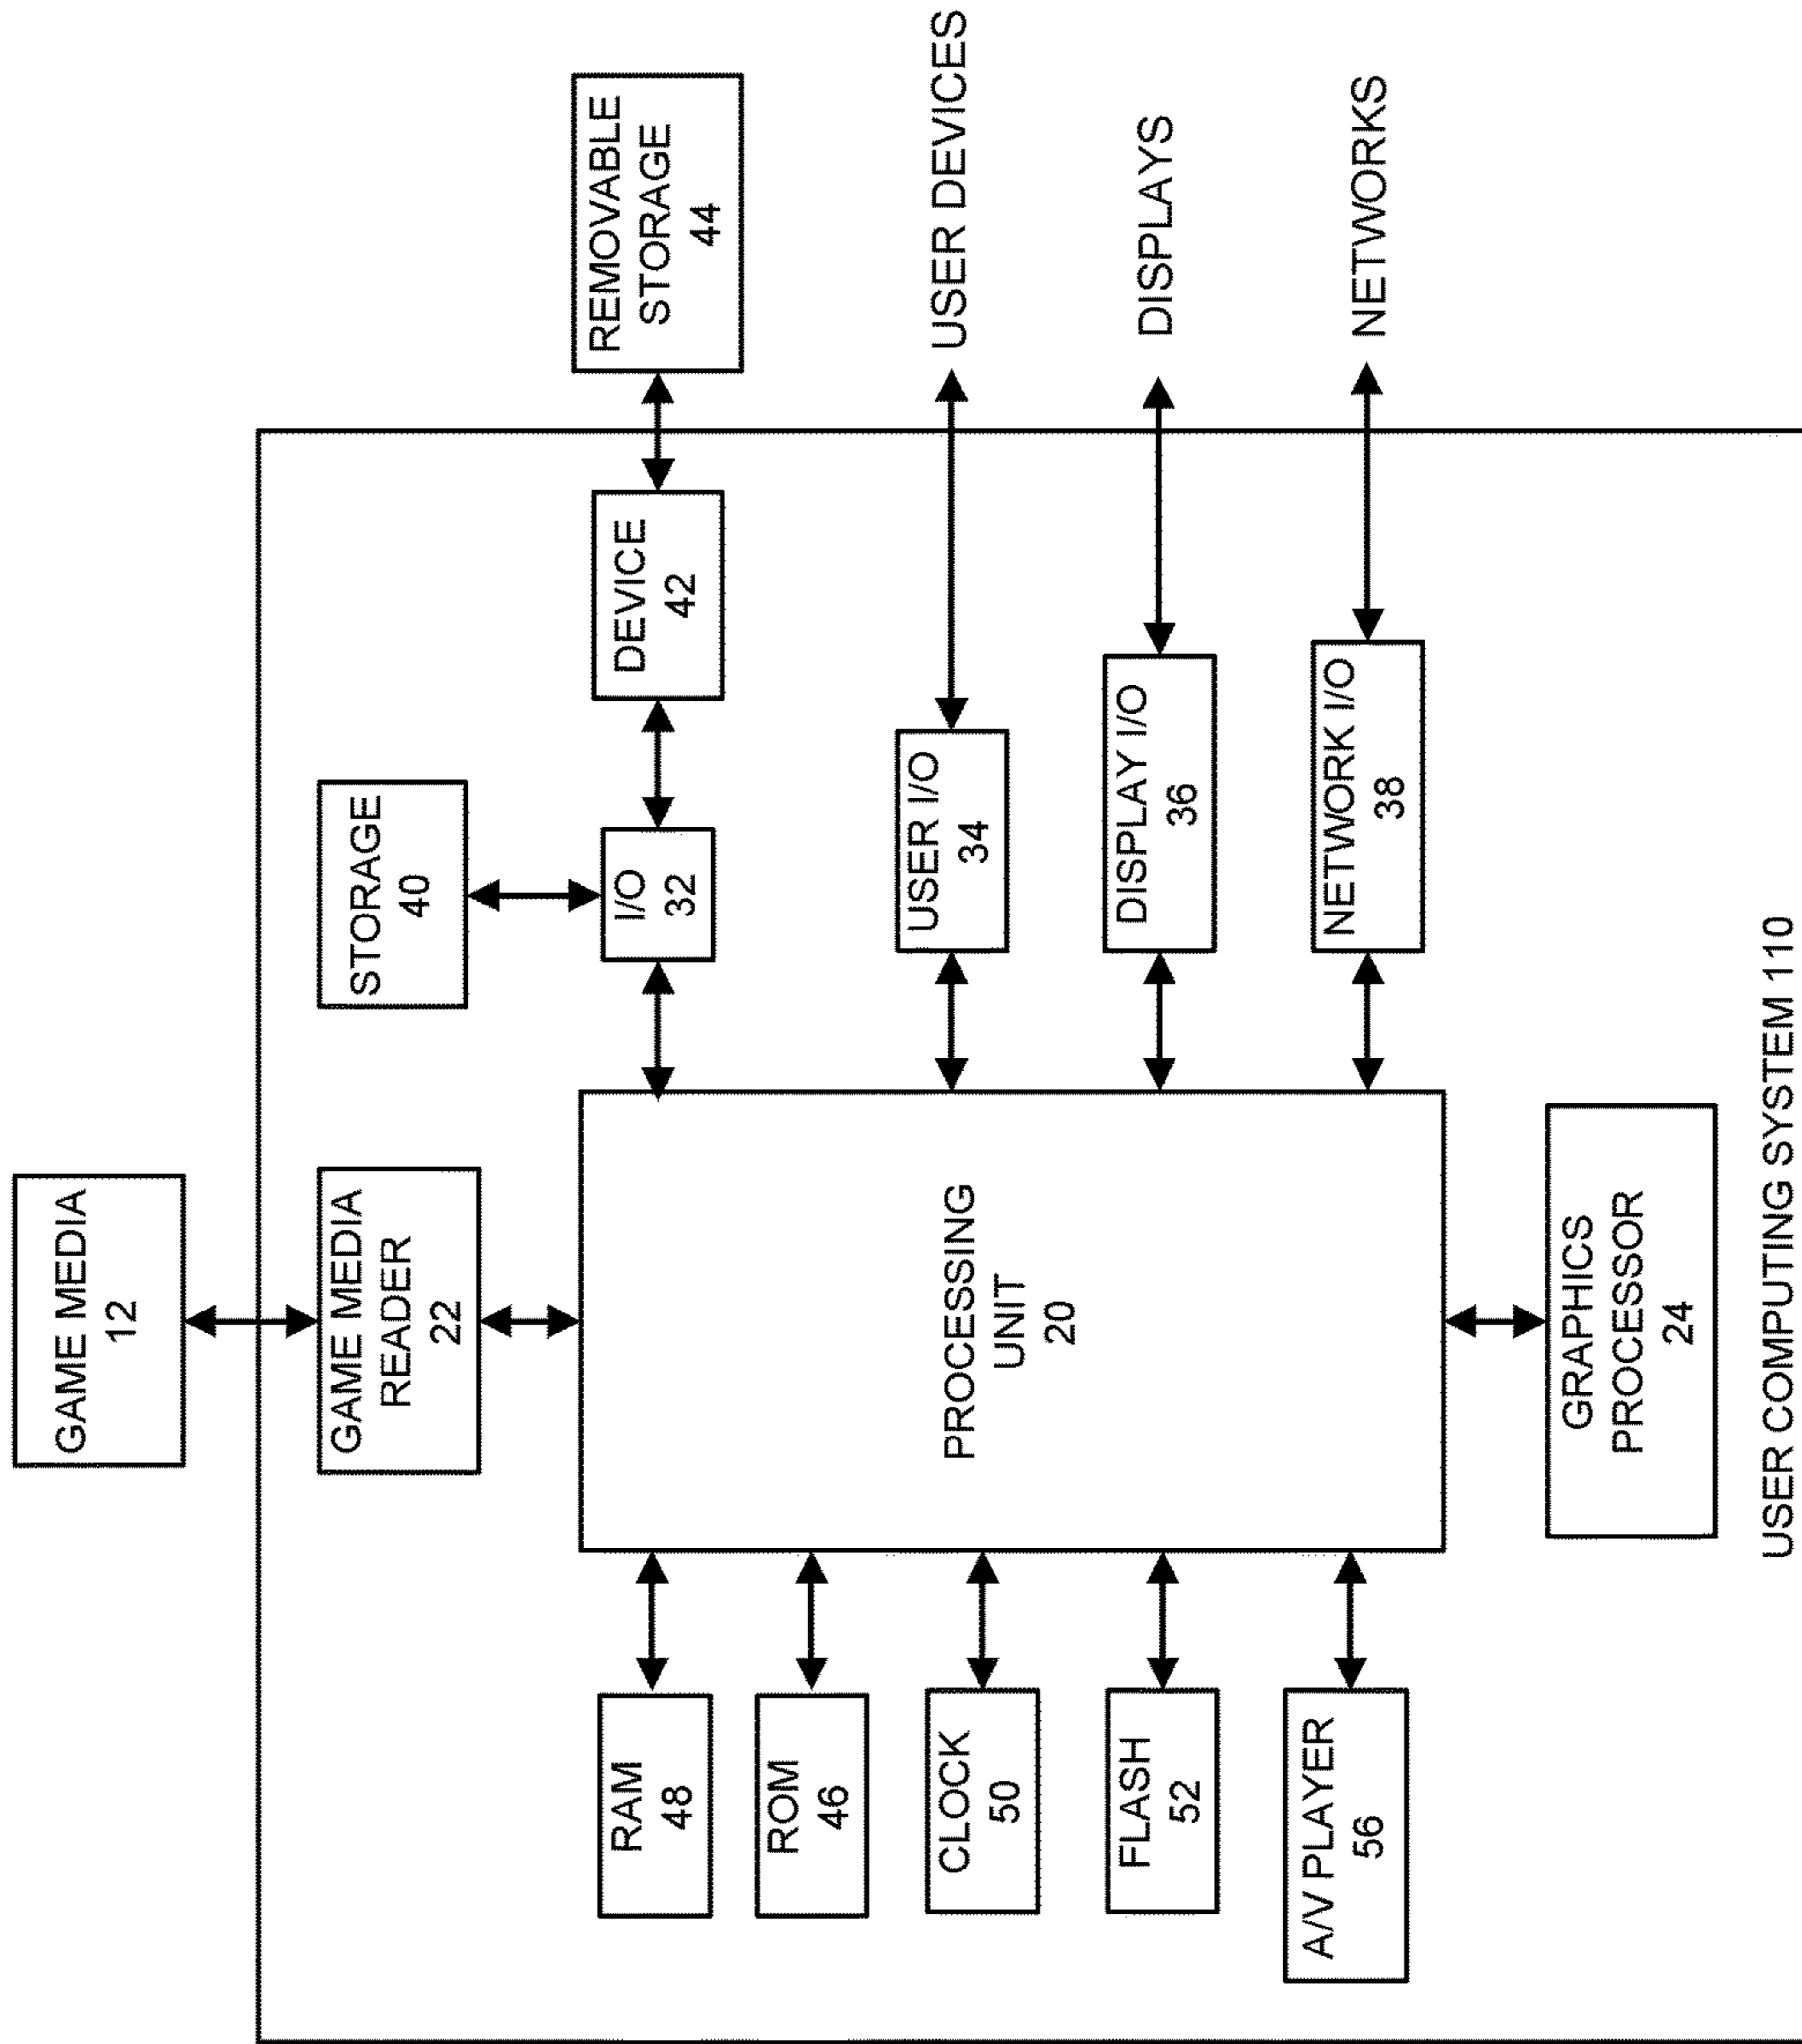 GAME MEDIA
12
GAME MEDIA
READER
22
STORAGE
40
RAM
48
ROM
46
CLOCK
50
FLASH
52
A/V PLAYER
56
PROCESSING
UNIT
20
GRAPHICS
PROCESSOR
24
I/O
32
DEVICE
42
REMOVABLE
STORAGE
44
USER I/O
34
USER DEVICES
DISPLAY I/O
36
DISPLAYS
NETWORK I/O
38
NETWORKS
USER COMPUTING SYSTEM 110